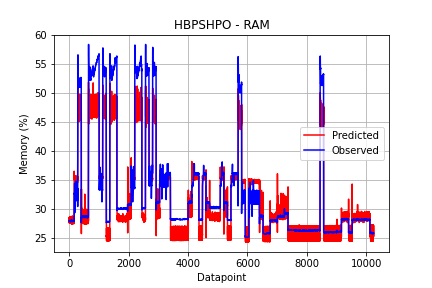 HBPSHPO - RAM
60
55
50
45
40
35
30
25
Memory (%)
Predicted
Observed
0
2000
4000
6000
8000
10000
Datapoint